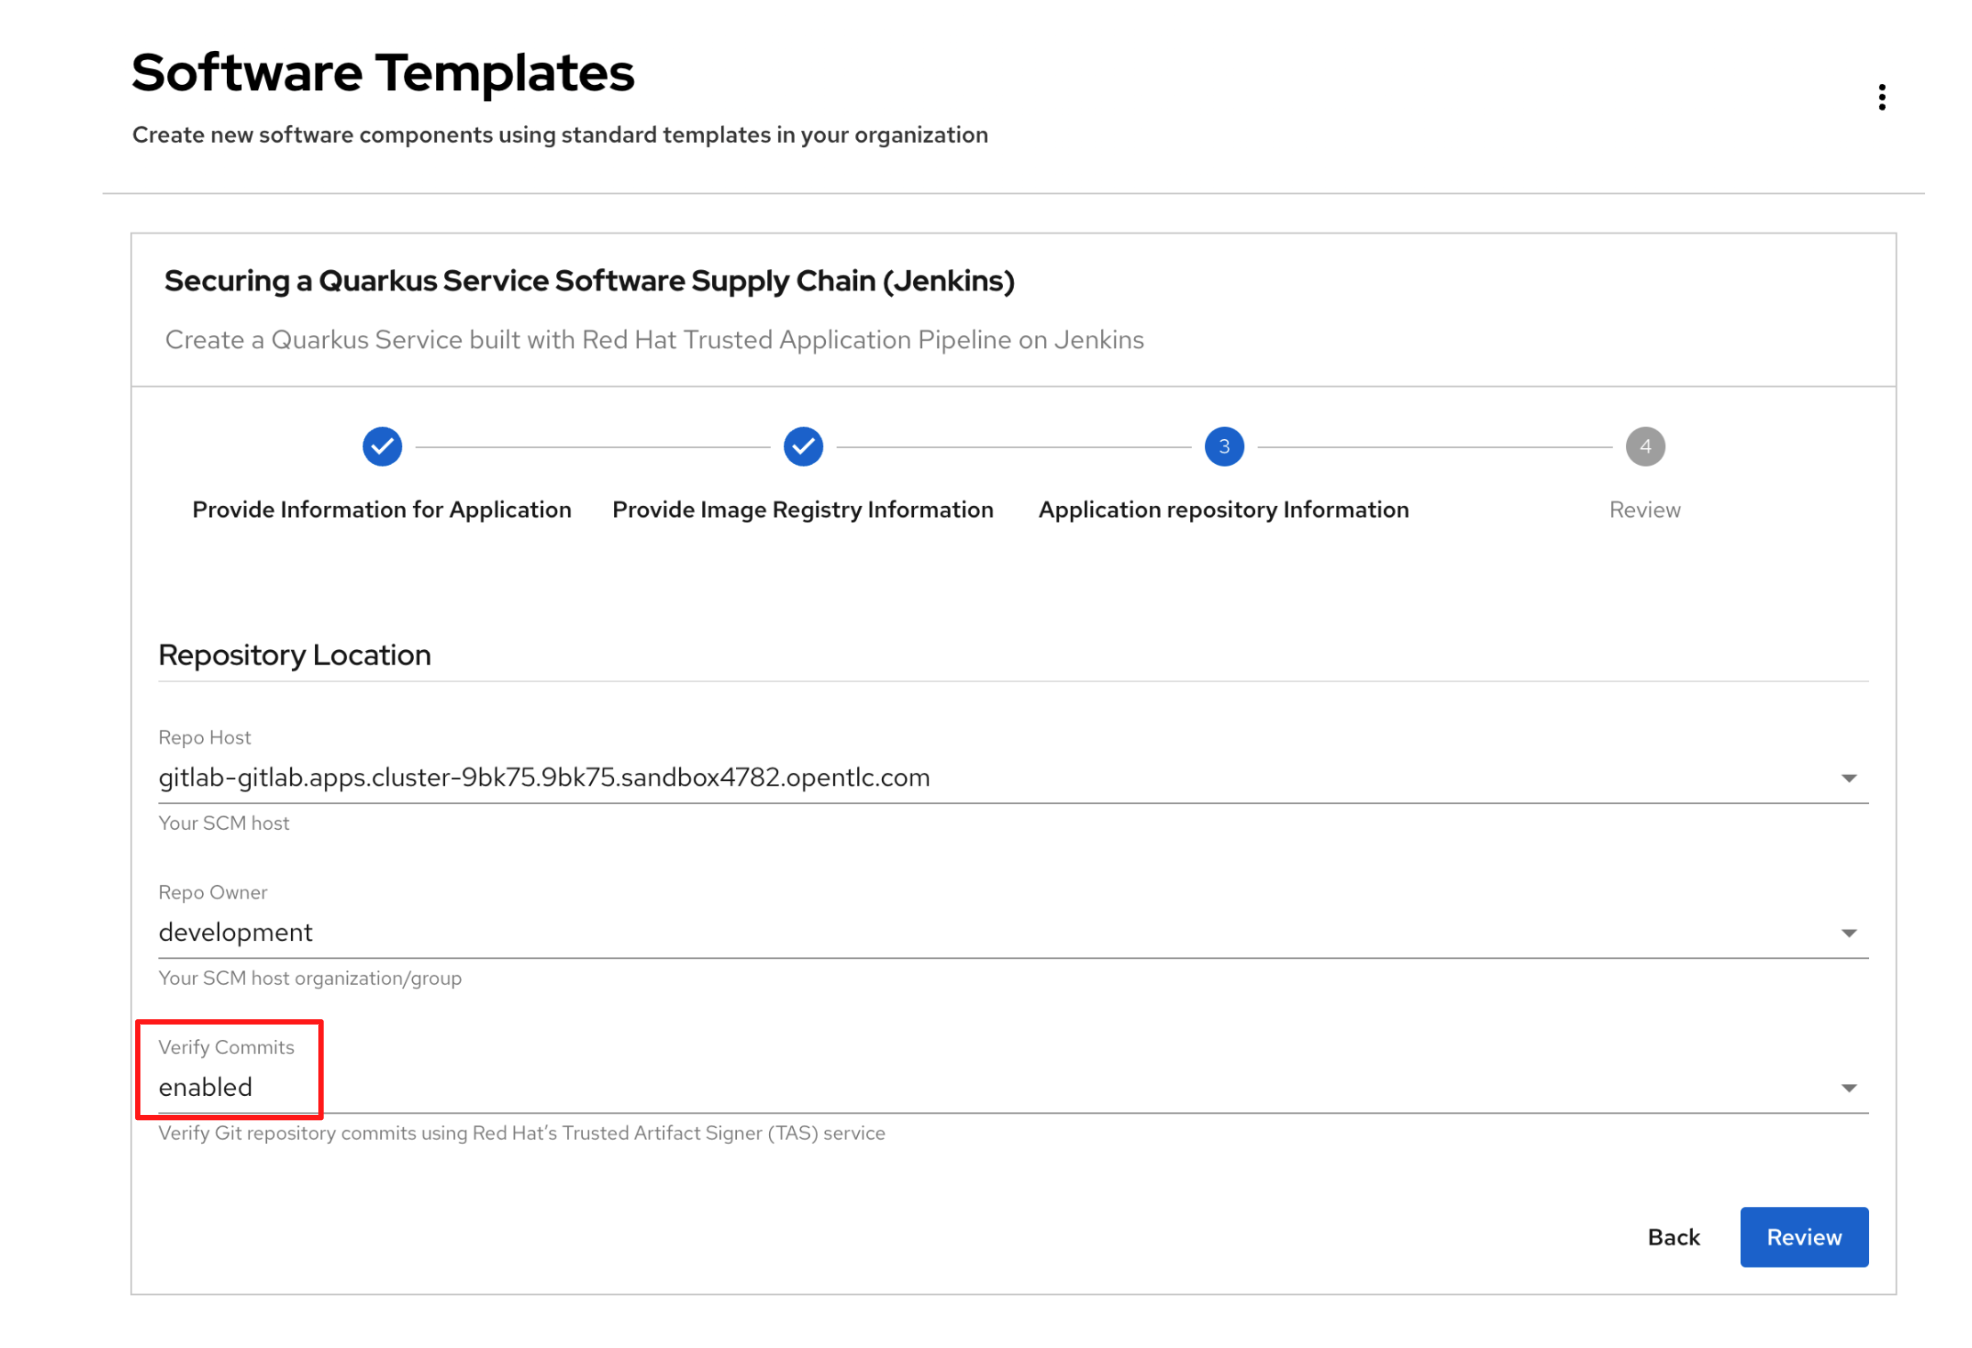 Software Templates
Create new software components using standard templates in your organization
Securing a Quarkus Service Software Supply Chain (Jenkins)
Create a Quarkus Service built with Red Hat Trusted Application Pipeline on Jenkins
3
4
Provide Information for Application
Provide Image Registry Information
Application repository Information
Review
Repository Location
Repo Host
gitlab-gitlab.apps.cluster-9bk75.9bk75.sandbox4782.opentlc.com
Your SCM host
Repo Owner
development
Your SCM host organization/group
Verify Commits
enabled
Verify Git repository commits using Red Hat’s Trusted Artifact Signer (TAS) service
Back
Review